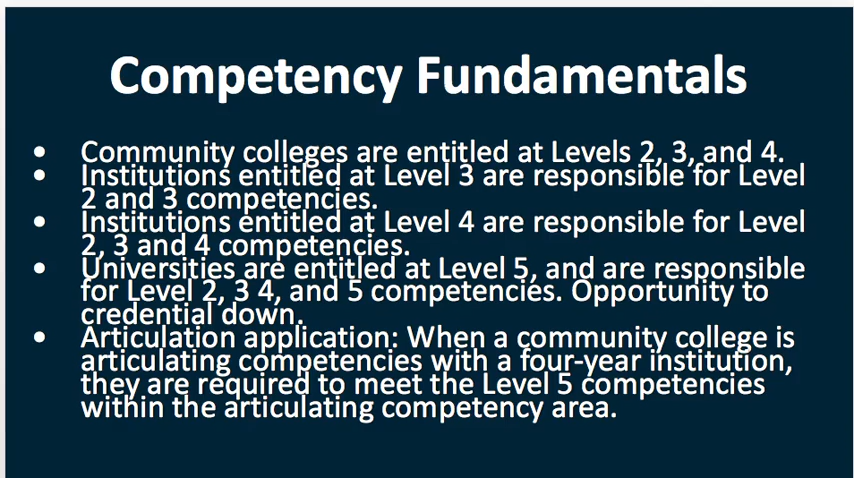 Competency Fundamentals
• Community colleges are entitled at Levels 2, 3, and 4.
• Institutions entitled at Level 3 are responsible for Level
2 and 3 competencies.
• Institutions entitled at Level 4 are responsible for Level
2, 3 and 4 competencies.
• Universities are entitled at Level 5, and are responsible
for Level 2, 3 4, and 5 competencies. Opportunity to
credential down.
• Articulation application: When a community college is
articulating competencies with a four-year institution,
they are required to meet the Level 5 competencies
within the articulating competency area.